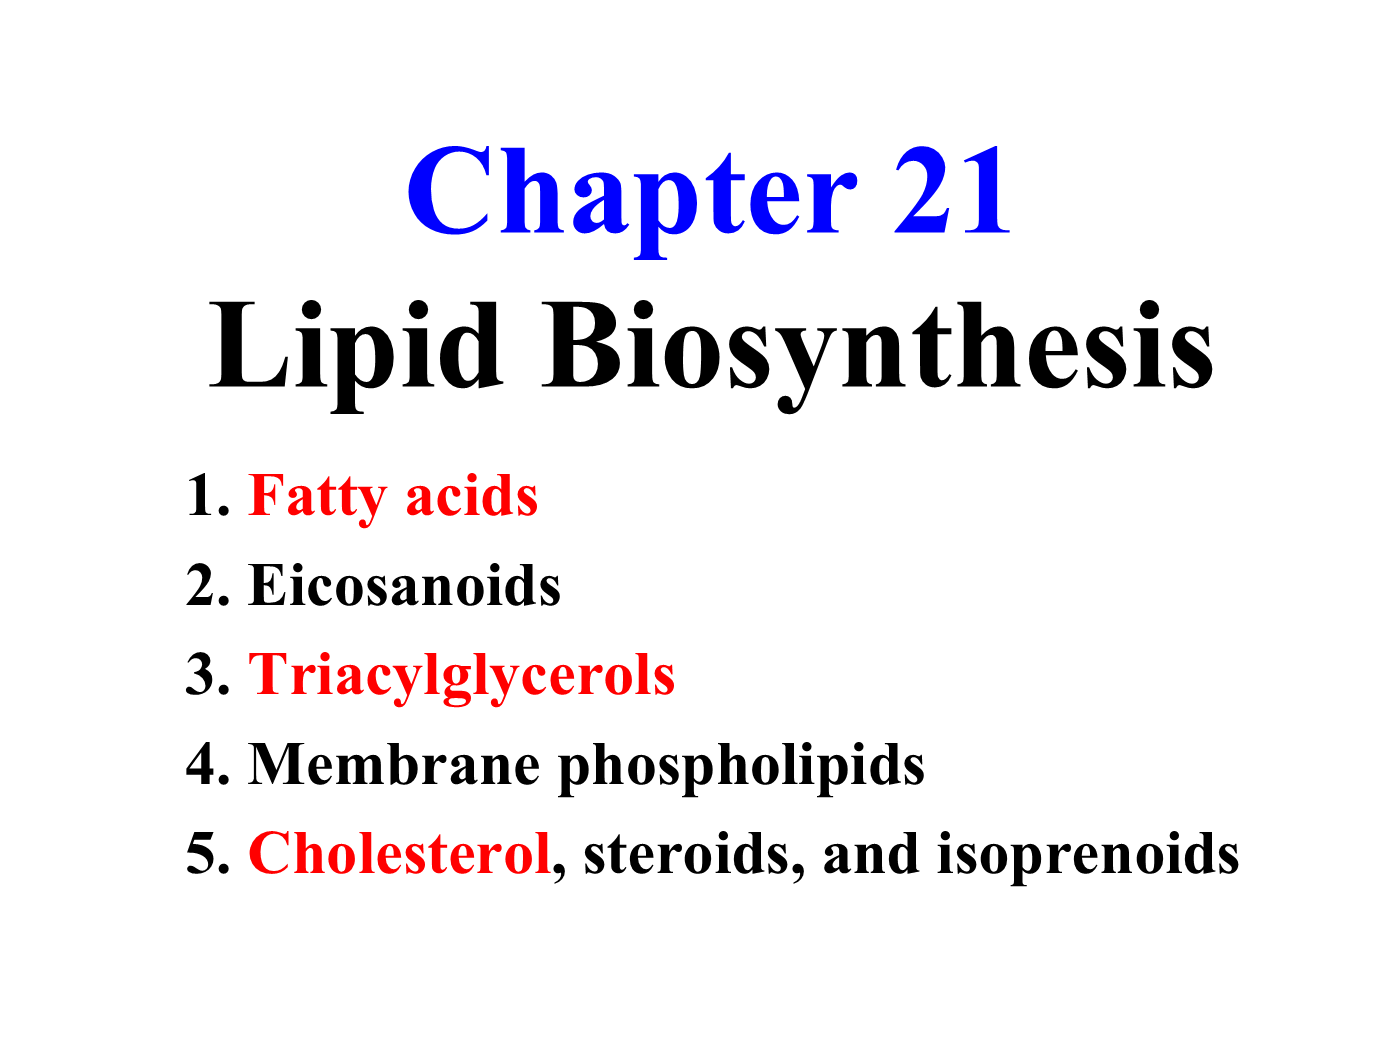 Chapter 21
Lipid Biosynthesis
1. Fatty acids
2. Eicosanoids
3. Triacylglycerols
4. Membrane phospholipids
5. Cholesterol, steroids, and isoprenoids